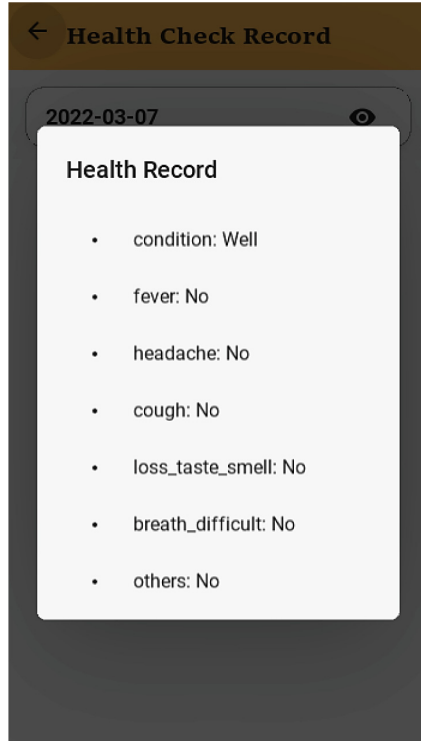 Health Check Record
2022-03-07
Health Record
• condition: Well
• fever: No
• headache: No
• cough: No
• loss_taste_smell: No
• breath_difficult: No
• others: No